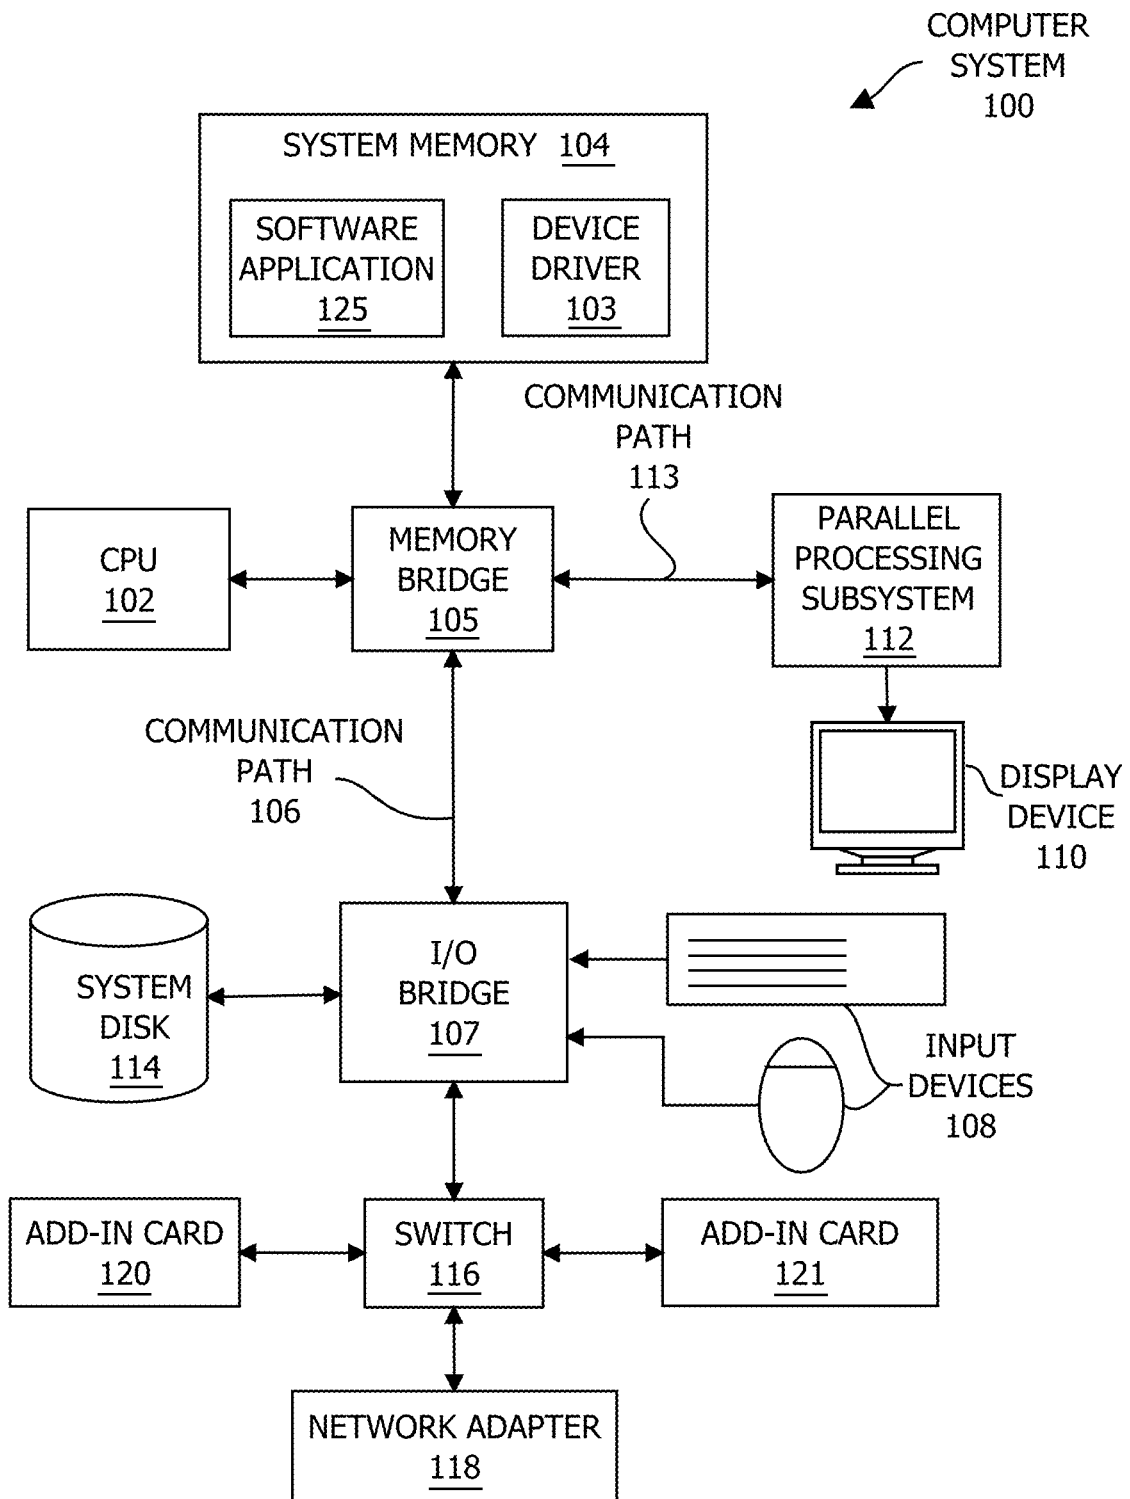 COMPUTER
SYSTEM
100
SYSTEM MEMORY 104
SOFTWARE
APPLICATION
125
DEVICE
DRIVER
103
COMMUNICATION
PATH
113
CPU
102
MEMORY
BRIDGE
105
PARALLEL
PROCESSING
SUBSYSTEM
112
COMMUNICATION
PATH
106
DISPLAY
DEVICE
110
SYSTEM
DISK
114
I/O
BRIDGE
107
INPUT
DEVICES
108
ADD-IN CARD
120
SWITCH
116
ADD-IN CARD
121
NETWORK ADAPTER
118